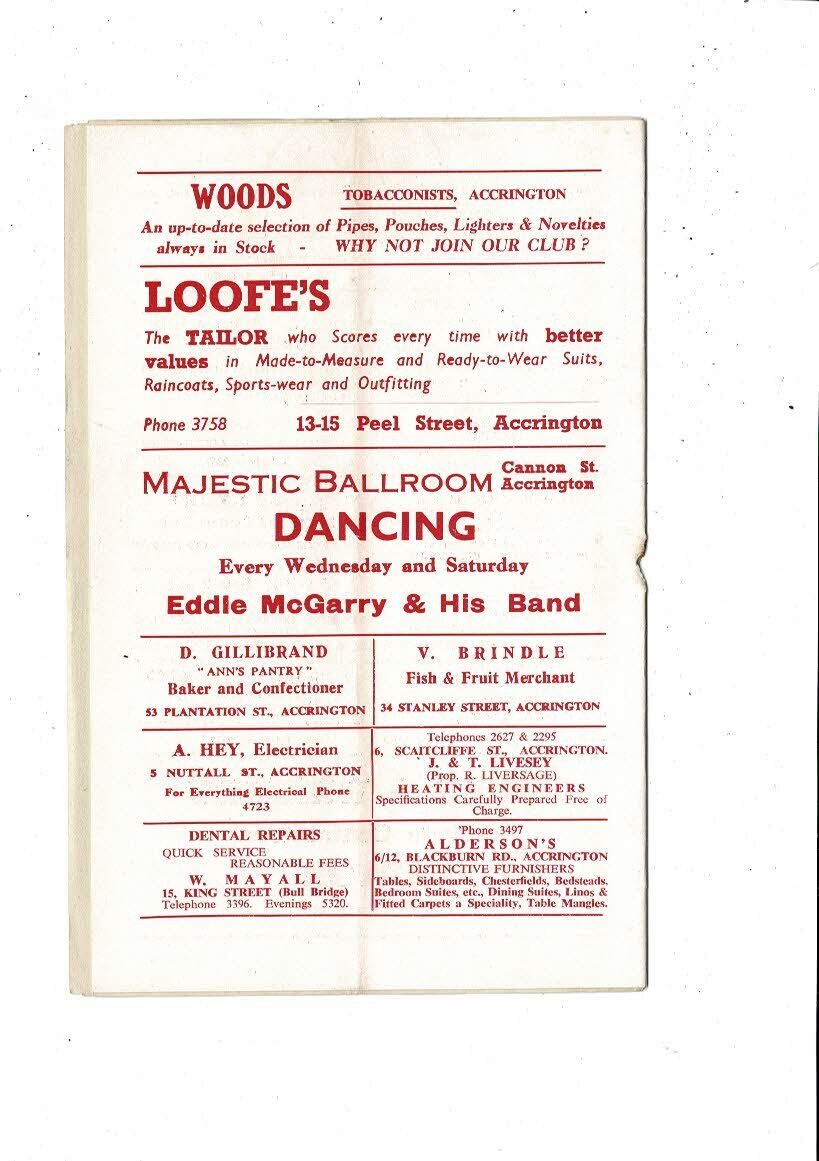 WOODS TOBACCONISTS, ACCRINGTON
An up-to-date selection of Pipes, Pouches, Lighters & Novelties
always in Stock - WHY NOT JOIN OUR CLUB?
LOOFE'S
The TAILOR who Scores every time with better
values in Made-to-Measure and Ready-to-Wear Suits,
Raincoats, Sports-wear and Outfitting
Phone 3758 13-15 Peel Street, Accrington
MAJESTIC BALLROOM Cannon St.
Accrington
DANCING
Every Wednesday and Saturday
Eddie McGarry & His Band
D. GILLIBRAND
"ANN'S PANTRY"
Baker and Confectioner
53 PLANTATION ST., ACCRINGTON
V. BRINDLE
Fish & Fruit Merchant
34 STANLEY STREET, ACCRINGTON
A. HEY, Electrician
5 NUTTALL ST., ACCRINGTON
For Everything Electrical Phone
4723
Telephones 2627 & 2295
6, SCAITCLIFFE ST., ACCRINGTON.
J. & T. LIVESEY
(Prop. R. LIVERSAGE)
HEATING ENGINEERS
Specifications Carefully Prepared Free of
Charge.
DENTAL REPAIRS
QUICK SERVICE
REASONABLE FEES
W. MAYALL
15, KING STREET (Bull Bridge)
Telephone 3396. Evenings 5320.
'Phone 3497
ALDERSON'S
6/12, BLACKBURN RD., ACCRINGTON
DISTINCTIVE FURNISHERS
Tables, Sideboards, Chesterfields, Bedsteads,
Bedroom Suites, etc., Dining Suites, Linos &
Fitted Carpets a Speciality, Table Mangles.